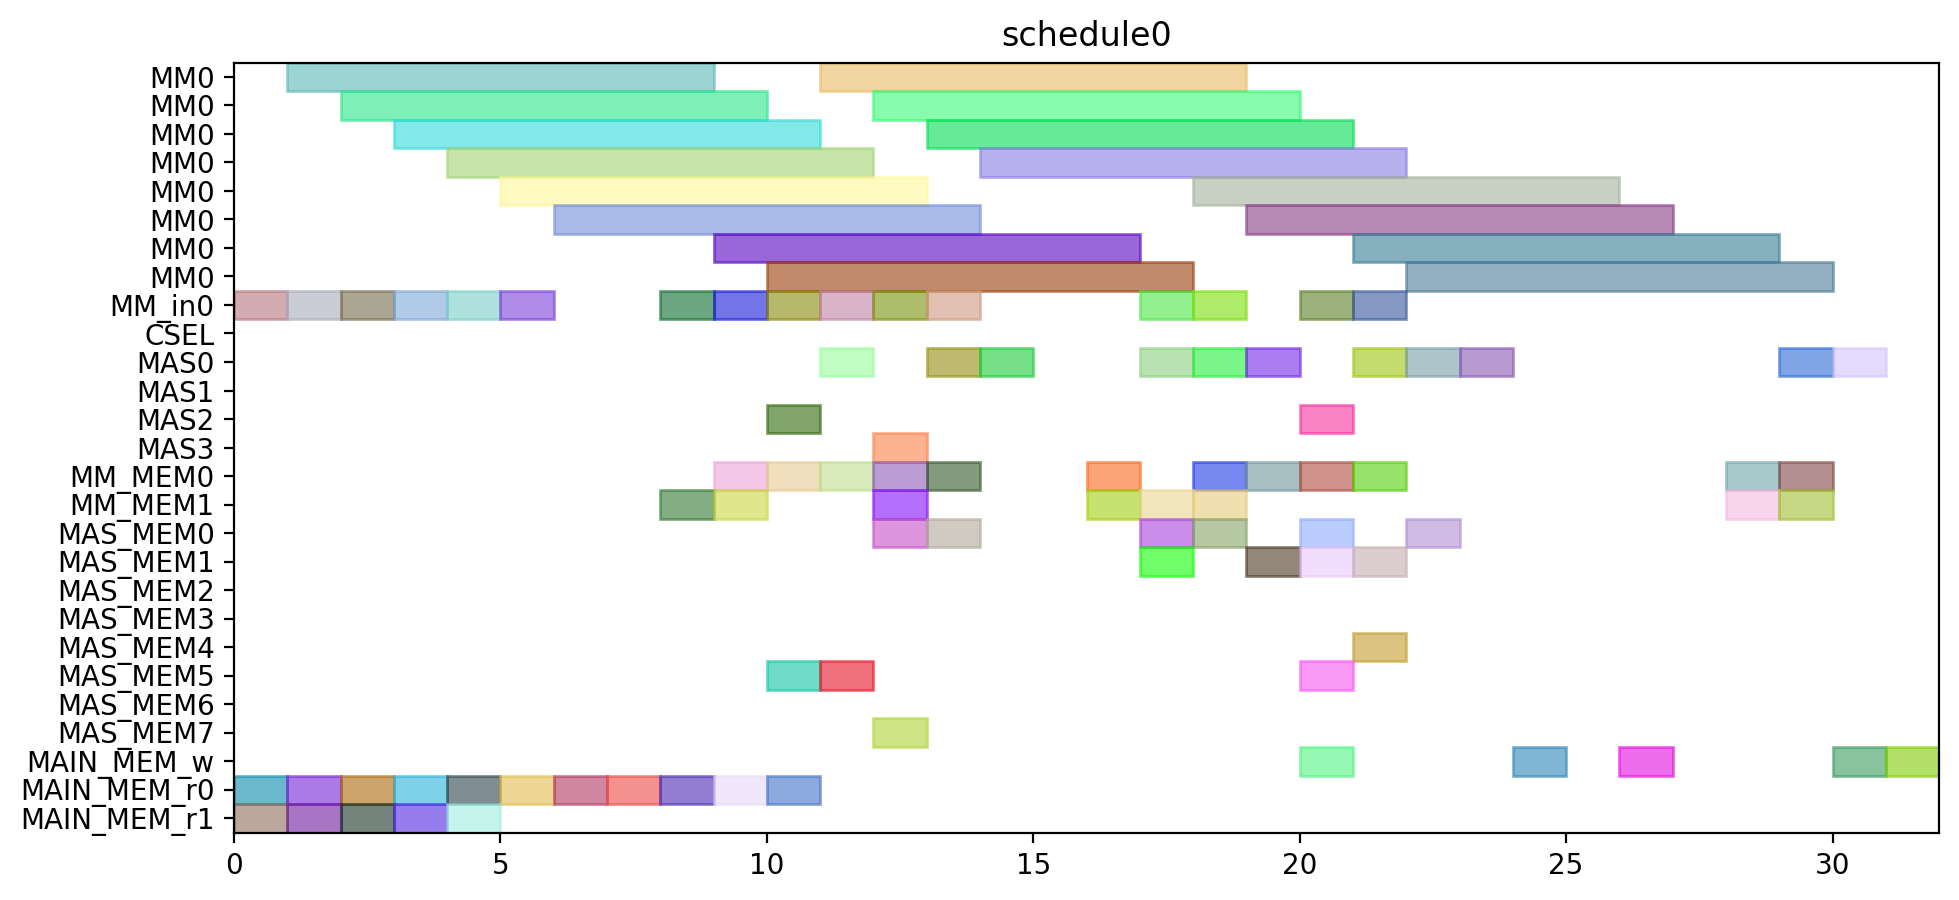 schedule0
MM0
MM0
MM0
MM0
MM0
MM0
MM0
MM0
MM_in0
CSEL
MAS0
MAS1
MAS2
MAS3
MM_MEM0
MM_MEM1
MAS_MEM0
MAS_MEM1
MAS_MEM2
MAS_MEM3
MAS_MEM4
MAS_MEM5
MAS_MEM6
MAS_MEM7
MAIN_MEM_w
MAIN_MEM_r0
MAIN_MEM_r1
0 5 10 15 20 25 30